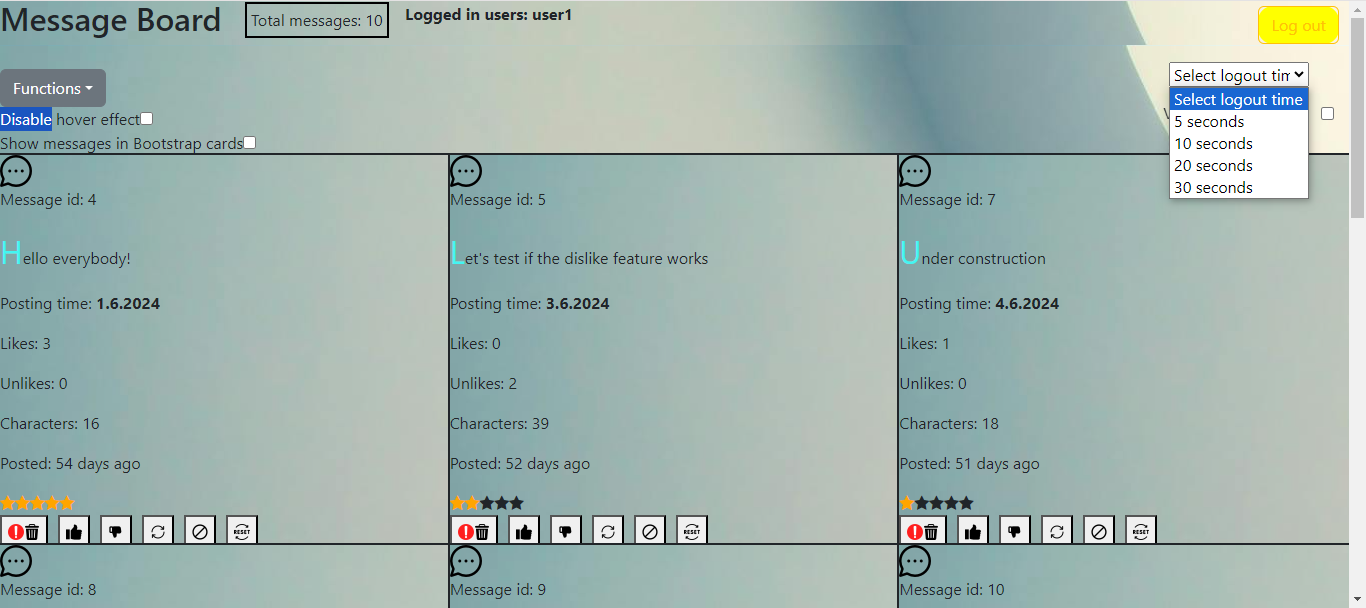 Message Board
Total messages: 10
Logged in users: user1
Log out
Functions
Select logout tim
Select logout time
5 seconds
10 seconds
20 seconds
30 seconds
Disable hover effect
Show messages in Bootstrap cards
Message id: 4
Hello everybody!
Posting time: 1.6.2024
Likes: 3
Unlikes: 0
Characters: 16
Posted: 54 days ago
RESET
Message id: 5
Let's test if the dislike feature works
Posting time: 3.6.2024
Likes: 0
Unlikes: 2
Characters: 39
Posted: 52 days ago
RESET
Message id: 7
Under construction
Posting time: 4.6.2024
Likes: 1
Unlikes: 0
Characters: 18
Posted: 51 days ago
RESET
Message id: 8
Message id: 9
Message id: 10